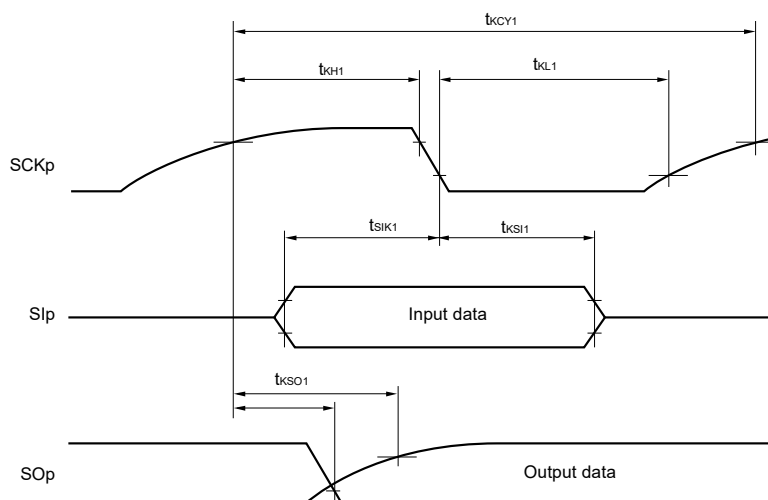 tKCY1
tKH1
tKL1
SCKp
tSIK1
tKSI1
SIp
Input data
tKSO1
SOp
Output data